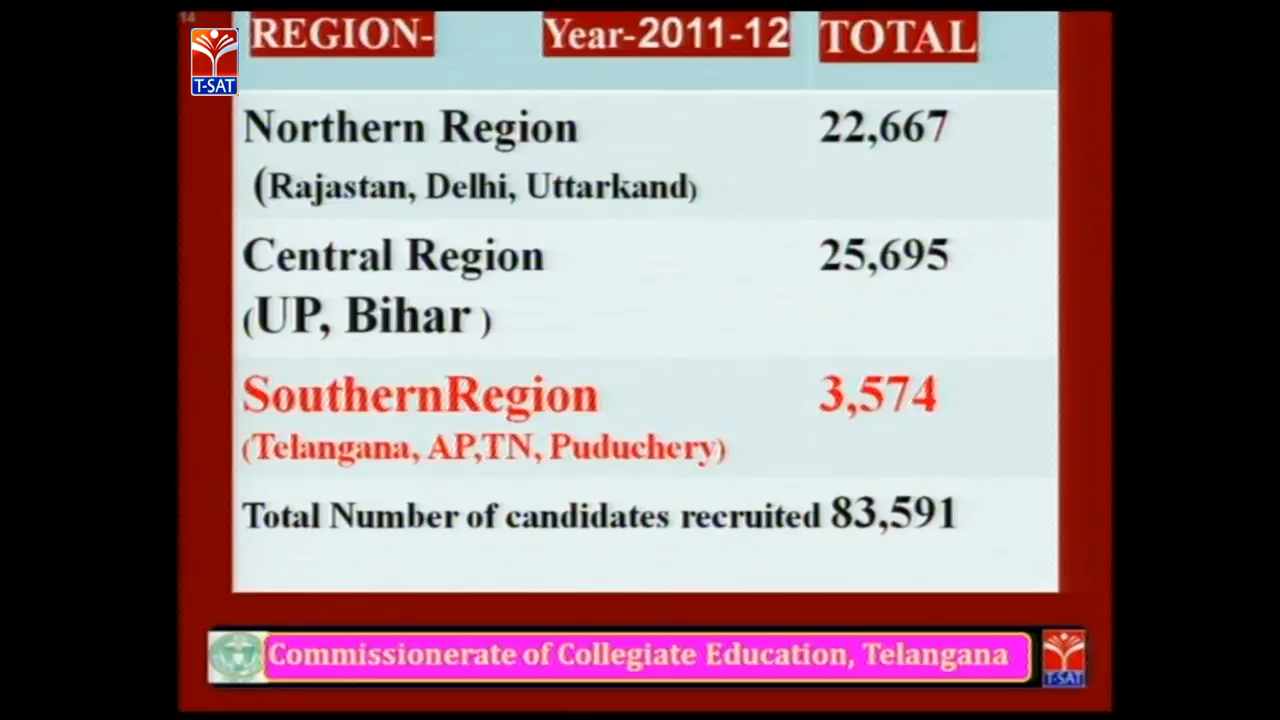 14
REGION- Year-2011-12 TOTAL
T-SAT
Northern Region 22,667
(Rajastan, Delhi, Uttarkand)
Central Region 25,695
(UP, Bihar )
SouthernRegion 3,574
(Telangana, AP,TN, Puduchery)
Total Number of candidates recruited 83,591
Commissionerate of Collegiate Education, Telangana
T-SAT